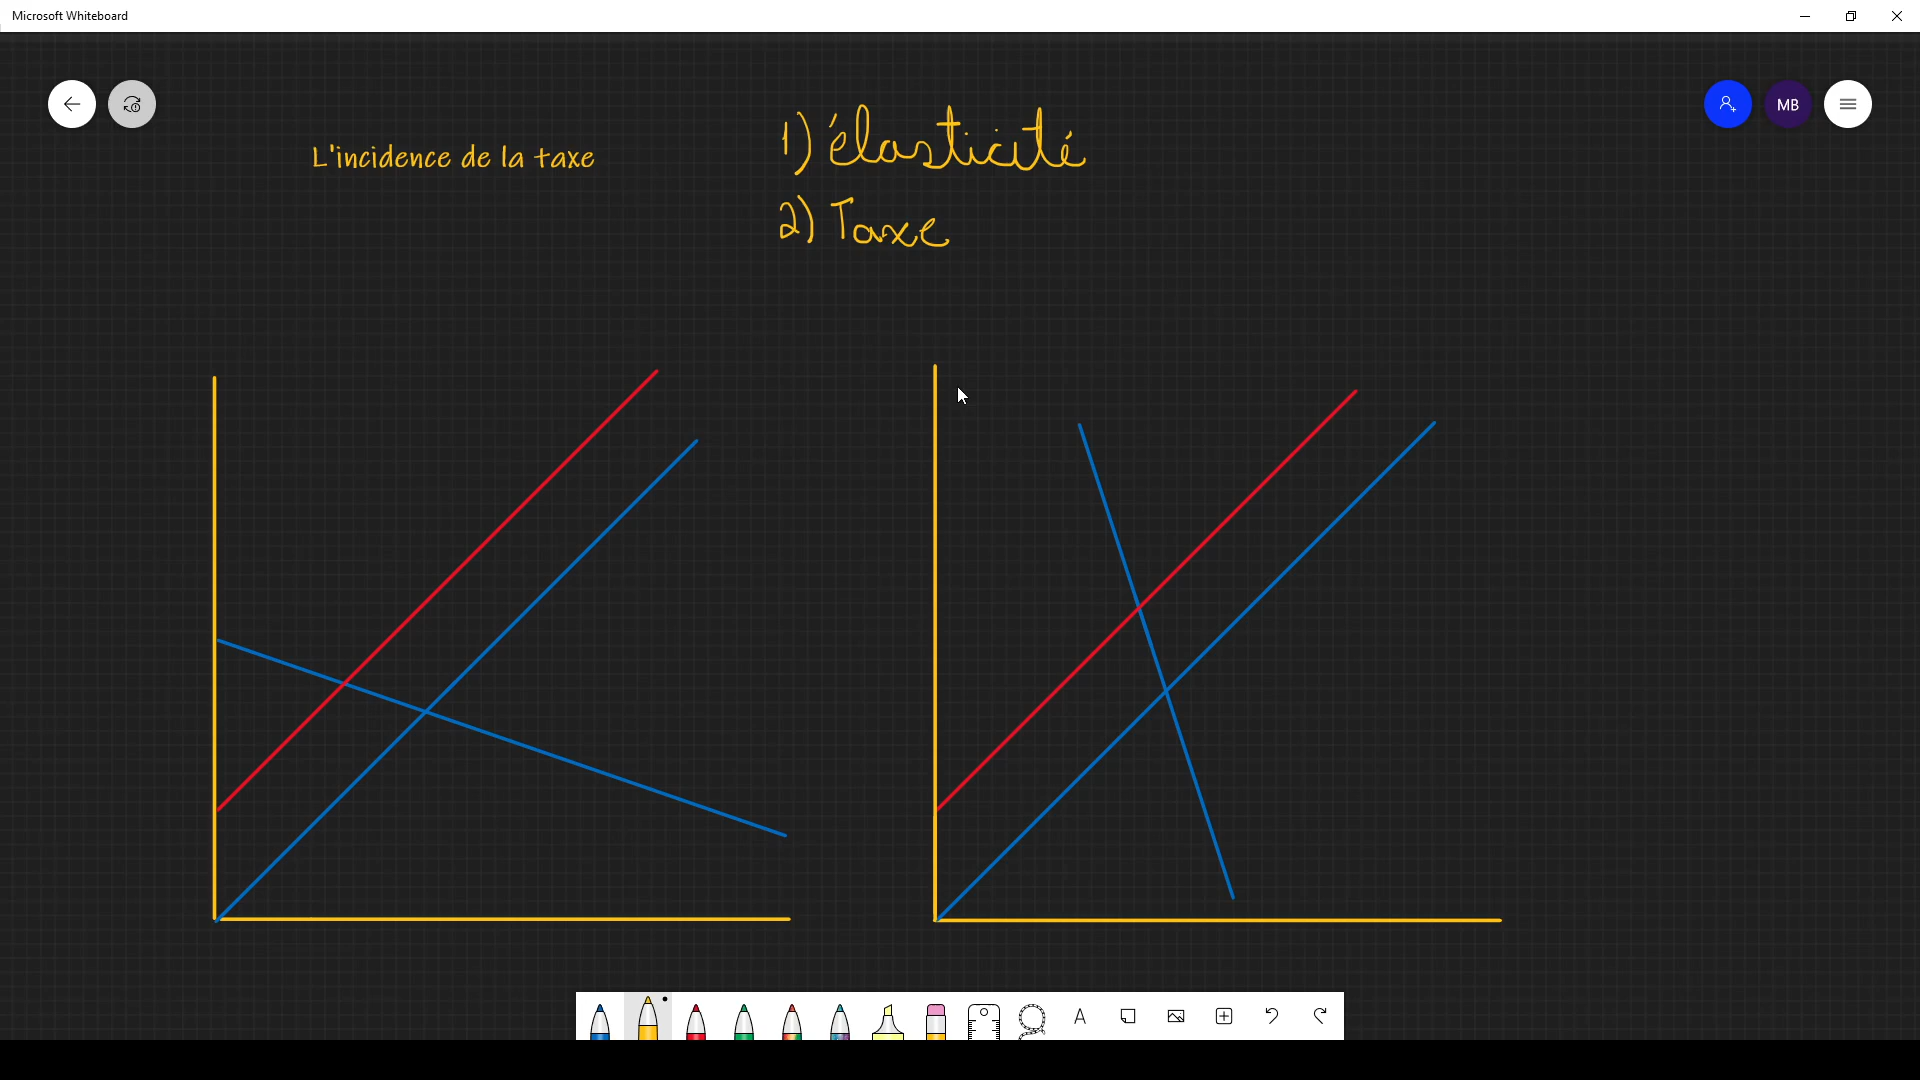 Microsoft Whiteboard
MB
L'incidence de la taxe
1) élasticité
2) Taxe
A